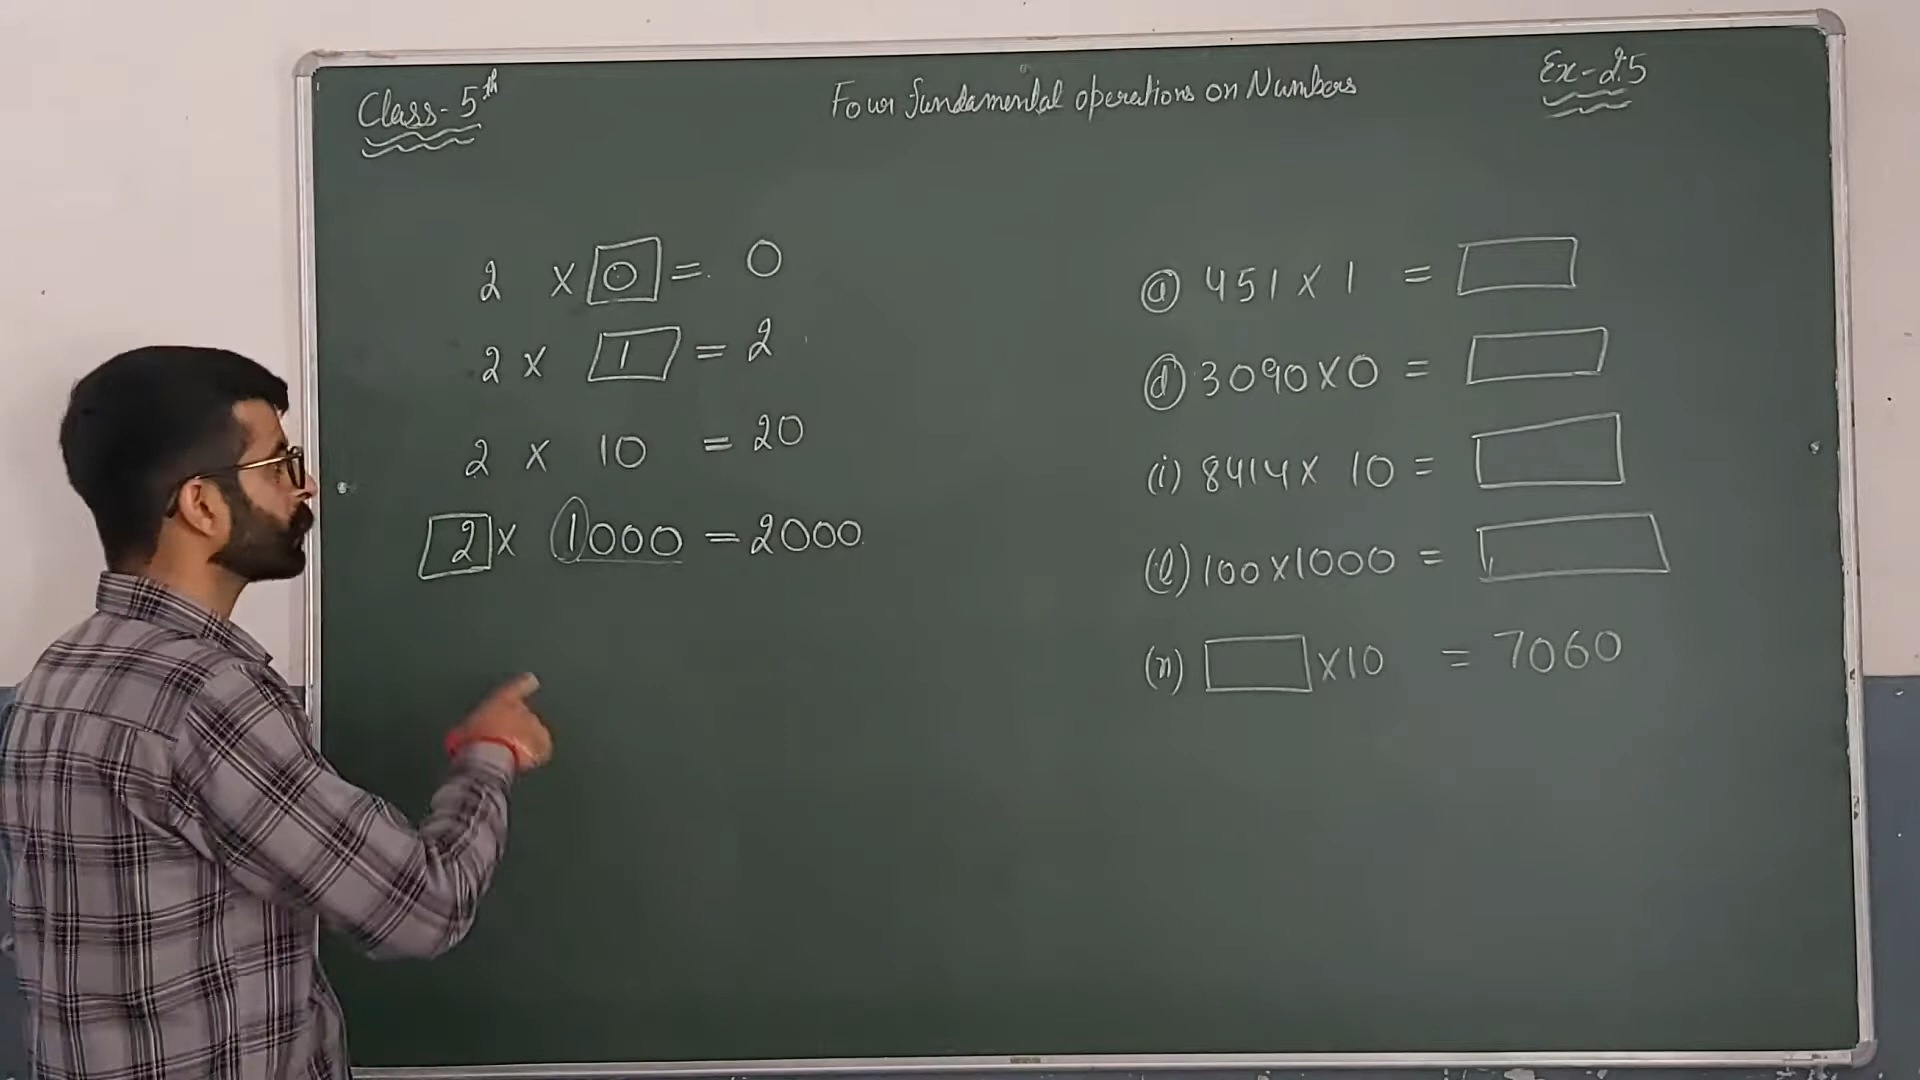 Class-5th
Four fundamental operations on Numbers
Ex-2.5
2 × 0 = 0
2 × 1 = 2
2 × 10 = 20
2 × 1000 = 2000
(a) 451 × 1 =
(d) 3090 × 0 =
(i) 8414 × 10 =
(l) 100 × 1000 =
(n) × 10 = 7060